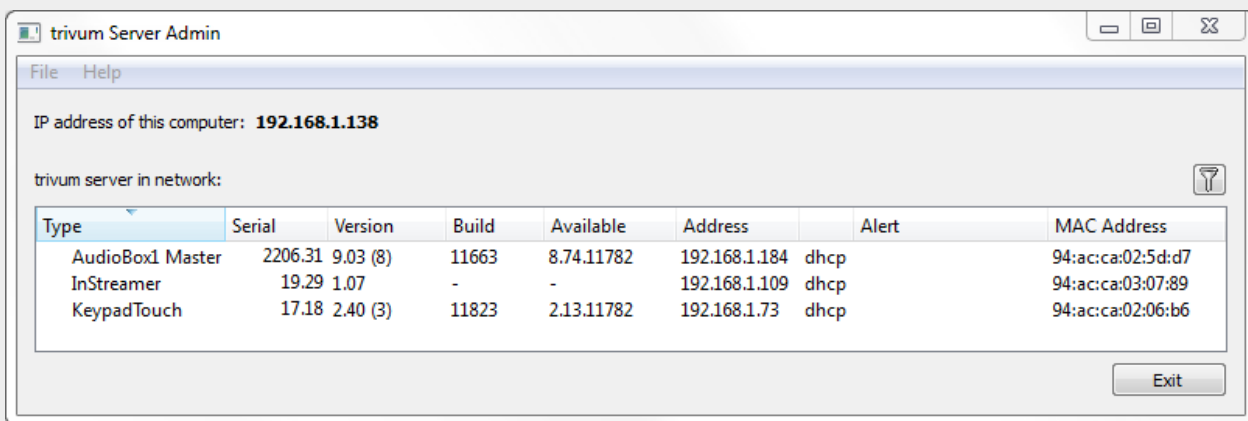 trivum Server Admin
File Help
IP address of this computer: 192.168.1.138
trivum server in network:
Type Serial Version Build Available Address Alert MAC Address
AudioBox1 Master 2206.31 9.03 (8) 11663 8.74.11782 192.168.1.184 dhcp 94:ac:ca:02:5d:d7
InStreamer 19.29 1.07 - - 192.168.1.109 dhcp 94:ac:ca:03:07:89
KeypadTouch 17.18 2.40 (3) 11823 2.13.11782 192.168.1.73 dhcp 94:ac:ca:02:06:b6
Exit